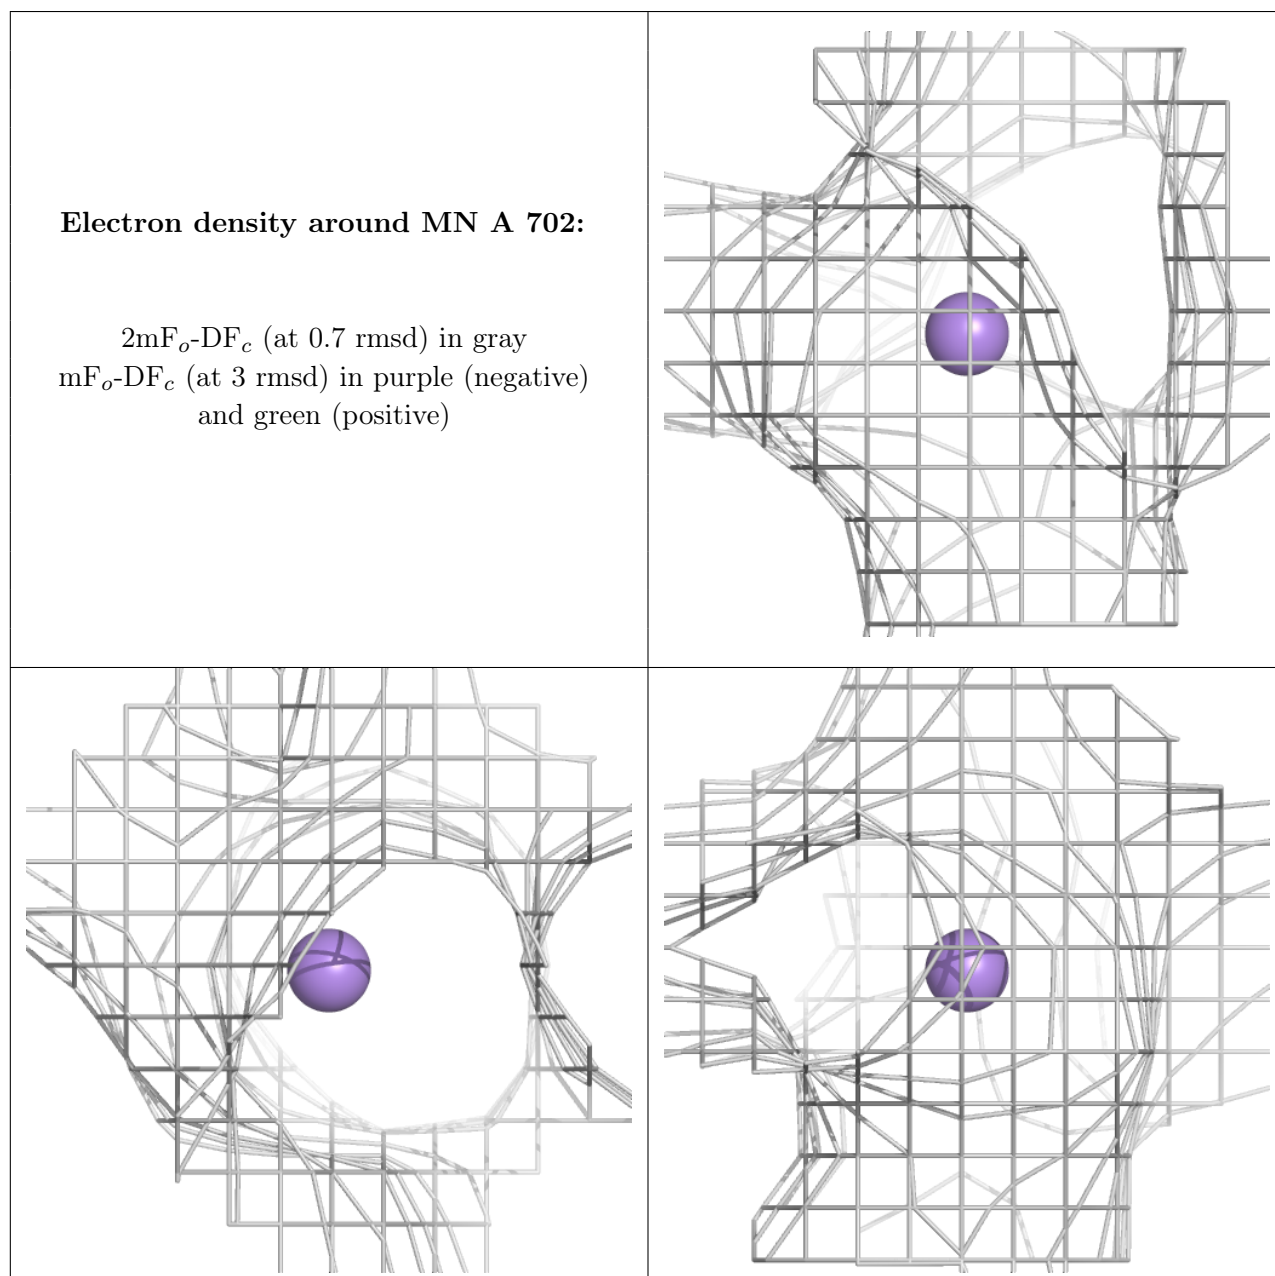 Electron density around MN A 702:
2mFo-DFc (at 0.7 rmsd) in gray
mFo-DFc (at 3 rmsd) in purple (negative)
and green (positive)